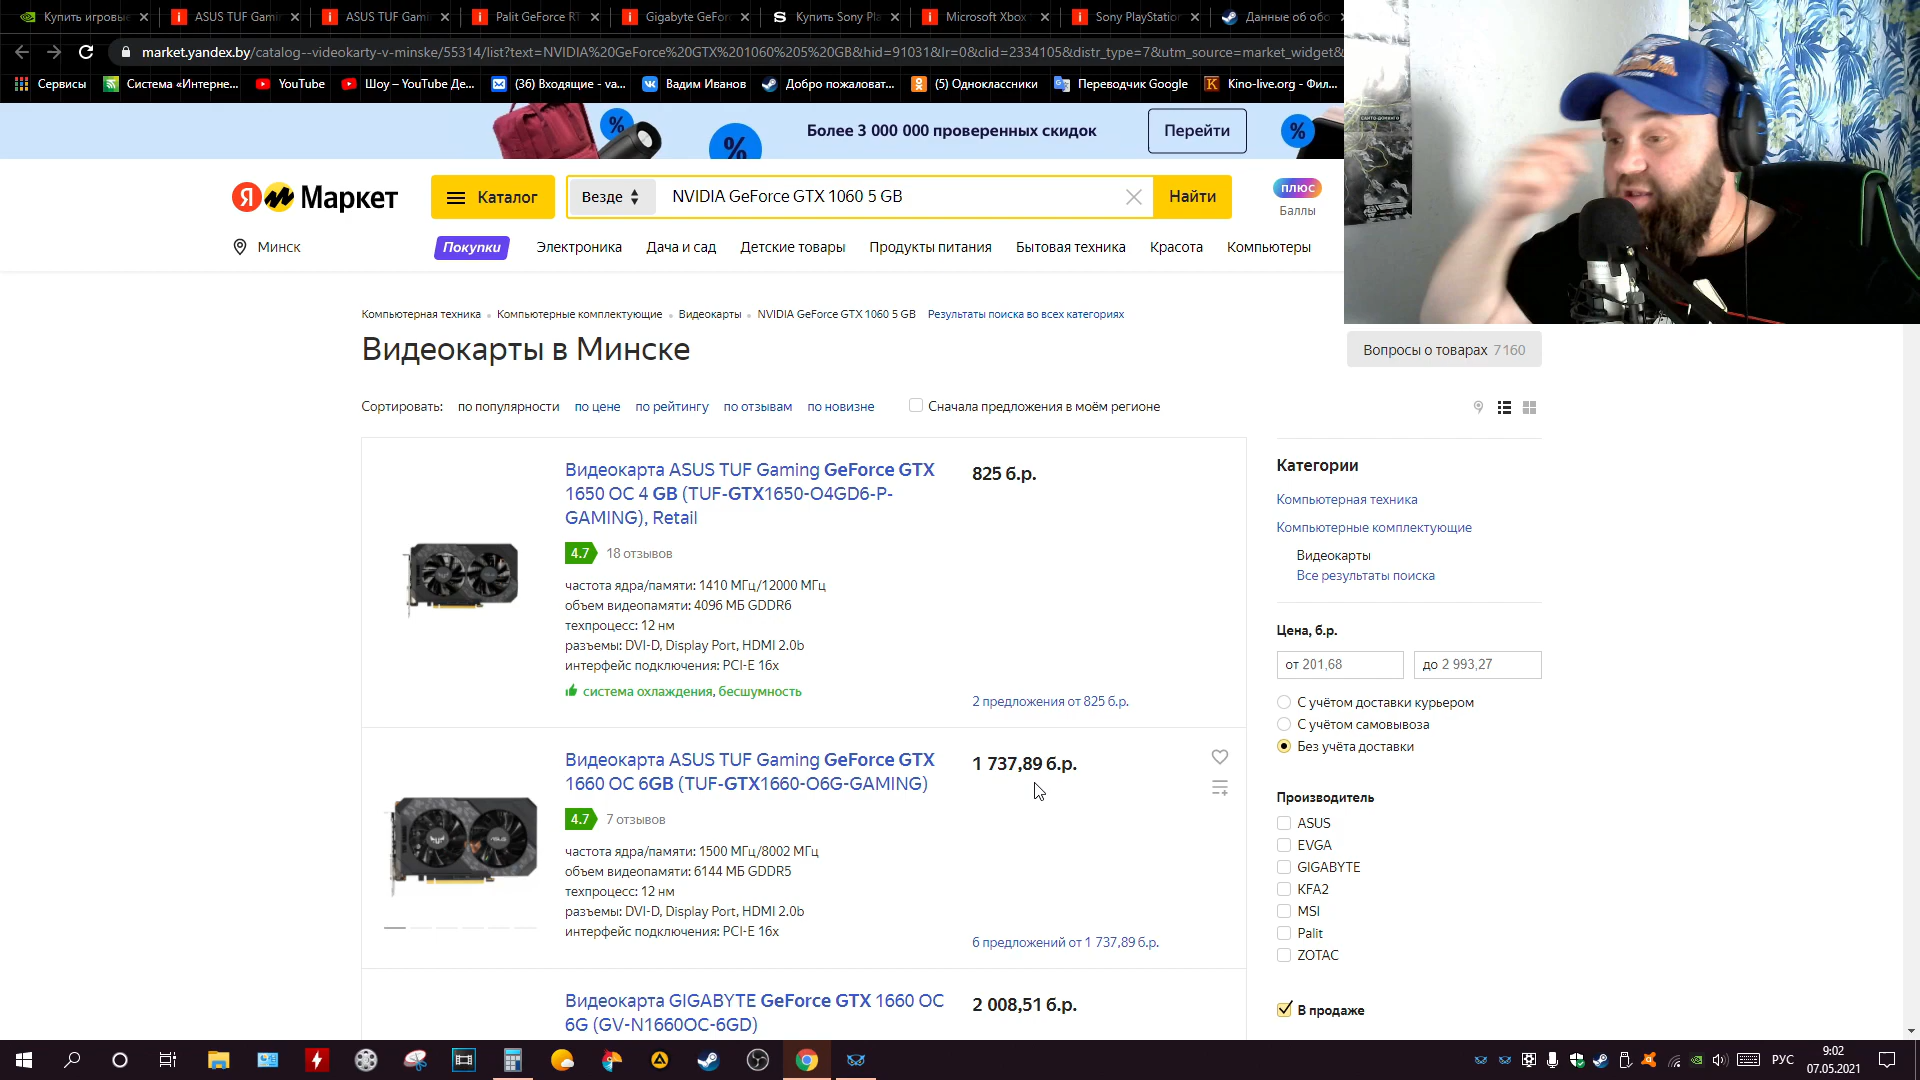 Купить игровые
ASUS TUF Gamin
ASUS TUF Gamin
Palit GeForce RT
Gigabyte GeForc
Купить Sony Pla
Microsoft Xbox
Sony PlayStation
Данные об обо
market.yandex.by/catalog--videokarty-v-minske/55314/list?text=NVIDIA%20GeForce%20GTX%201060%205%20GB&hid=91031&lr=0&clid=2334105&distr_type=7&utm_source=market_widget&
Сервисы
Система «Интерне...
YouTube
Шоу – YouTube Де...
(36) Входящие - va...
Вадим Иванов
Добро пожаловат...
(5) Одноклассники
Переводчик Google
Kino-live.org - Фил...
Более 3 000 000 проверенных скидок
Перейти
Я Маркет
Каталог
Везде
NVIDIA GeForce GTX 1060 5 GB
Найти
плюс
Баллы
Минск
Покупки
Электроника
Дача и сад
Детские товары
Продукты питания
Бытовая техника
Красота
Компьютеры
Компьютерная техника
Компьютерные комплектующие
Видеокарты
NVIDIA GeForce GTX 1060 5 GB
Результаты поиска во всех категориях
Видеокарты в Минске
Вопросы о товарах 7160
Сортировать: по популярности по цене по рейтингу по отзывам по новизне
Сначала предложения в моём регионе
Видеокарта ASUS TUF Gaming GeForce GTX
1650 OC 4 GB (TUF-GTX1650-O4GD6-P-
GAMING), Retail
825 б.р.
4.7 18 отзывов
частота ядра/памяти: 1410 МГц/12000 МГц
объем видеопамяти: 4096 МБ GDDR6
техпроцесс: 12 нм
разъемы: DVI-D, Display Port, HDMI 2.0b
интерфейс подключения: PCI-E 16x
система охлаждения, бесшумность
2 предложения от 825 б.р.
Видеокарта ASUS TUF Gaming GeForce GTX
1660 OC 6GB (TUF-GTX1660-O6G-GAMING)
1 737,89 б.р.
4.7 7 отзывов
частота ядра/памяти: 1500 МГц/8002 МГц
объем видеопамяти: 6144 МБ GDDR5
техпроцесс: 12 нм
разъемы: DVI-D, Display Port, HDMI 2.0b
интерфейс подключения: PCI-E 16x
6 предложений от 1 737,89 б.р.
Видеокарта GIGABYTE GeForce GTX 1660 OC
6G (GV-N1660OC-6GD)
2 008,51 б.р.
Категории
Компьютерная техника
Компьютерные комплектующие
Видеокарты
Все результаты поиска
Цена, б.р.
от 201,68
до 2 993,27
С учётом доставки курьером
С учётом самовывоза
Без учёта доставки
Производитель
ASUS
EVGA
GIGABYTE
KFA2
MSI
Palit
ZOTAC
В продаже
РУС
9:02
07.05.2021